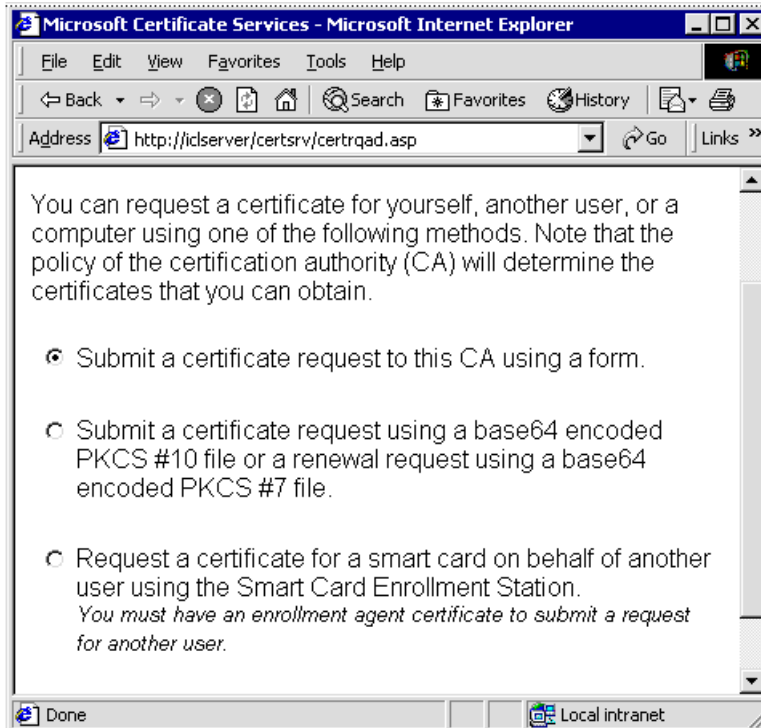 Microsoft Certificate Services - Microsoft Internet Explorer
File Edit View Favorites Tools Help
Back Search Favorites History
Address http://iclserver/certsrv/certrqad.asp Go Links »
You can request a certificate for yourself, another user, or a
computer using one of the following methods. Note that the
policy of the certification authority (CA) will determine the
certificates that you can obtain.
Submit a certificate request to this CA using a form.
Submit a certificate request using a base64 encoded
PKCS #10 file or a renewal request using a base64
encoded PKCS #7 file.
Request a certificate for a smart card on behalf of another
user using the Smart Card Enrollment Station.
You must have an enrollment agent certificate to submit a request
for another user.
Done Local intranet